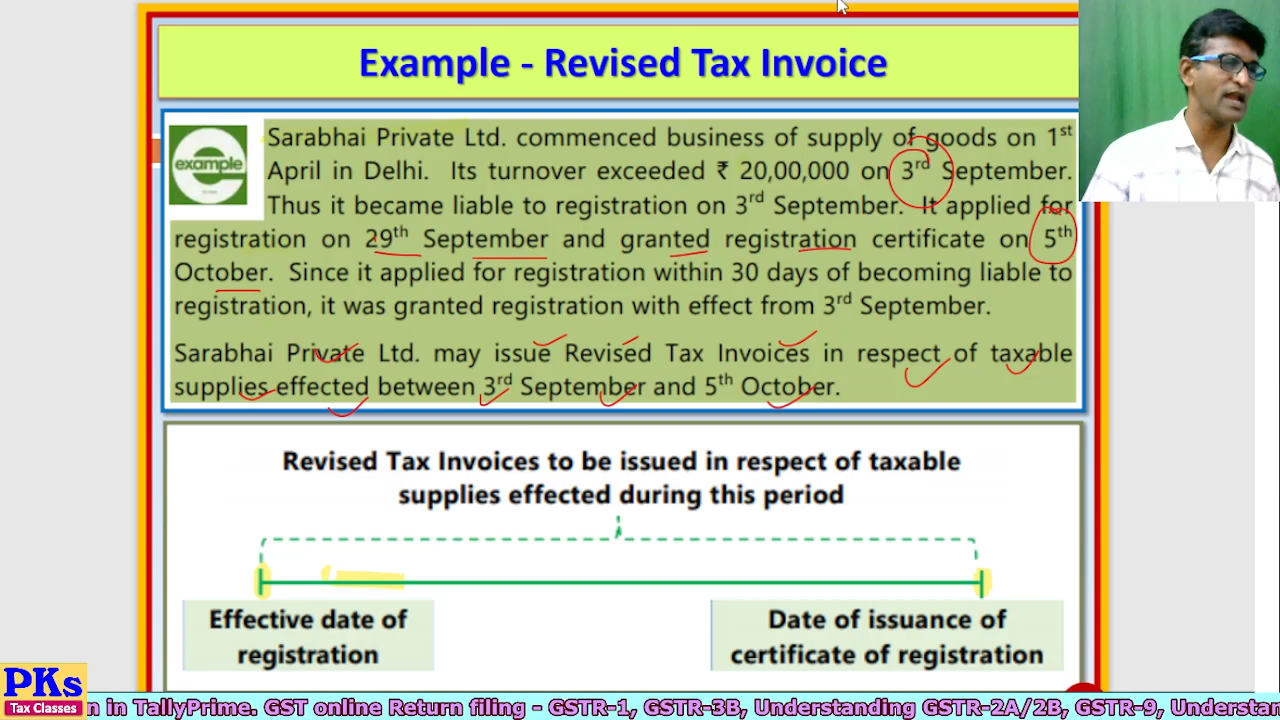 Example - Revised Tax Invoice
example
Sarabhai Private Ltd. commenced business of supply of goods on 1st
April in Delhi. Its turnover exceeded ₹ 20,00,000 on 3rd September.
Thus it became liable to registration on 3rd September. It applied for
registration on 29th September and granted registration certificate on 5th
October. Since it applied for registration within 30 days of becoming liable to
registration, it was granted registration with effect from 3rd September.
Sarabhai Private Ltd. may issue Revised Tax Invoices in respect of taxable
supplies effected between 3rd September and 5th October.
Revised Tax Invoices to be issued in respect of taxable
supplies effected during this period
Effective date of
registration
Date of issuance of
certificate of registration
PKs
Tax Classes
n in TallyPrime. GST online Return filing - GSTR-1, GSTR-3B, Understanding GSTR-2A/2B, GSTR-9, Understan